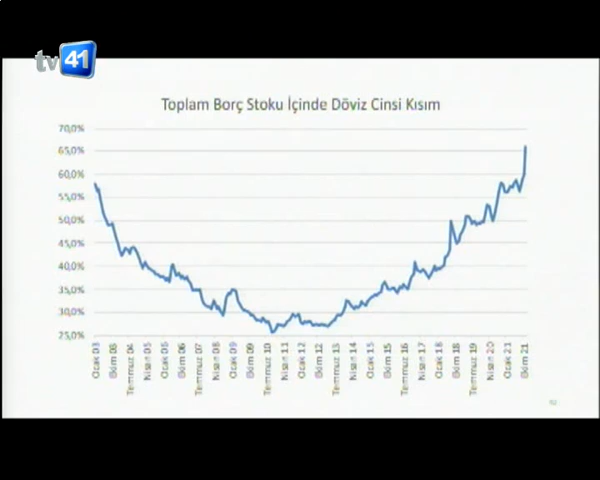 tv 41
Toplam Borç Stoku İçinde Döviz Cinsi Kısım
70,0%
65,0%
60,0%
55,0%
50,0%
45,0%
40,0%
35,0%
30,0%
25,0%
Ocak 03
Ekim 03
Temmuz 04
Nisan 05
Ocak 06
Ekim 06
Temmuz 07
Nisan 08
Ocak 09
Ekim 09
Temmuz 10
Nisan 11
Ocak 12
Ekim 12
Temmuz 13
Nisan 14
Ocak 15
Ekim 15
Temmuz 16
Nisan 17
Ocak 18
Ekim 18
Temmuz 19
Nisan 20
Ocak 21
Ekim 21